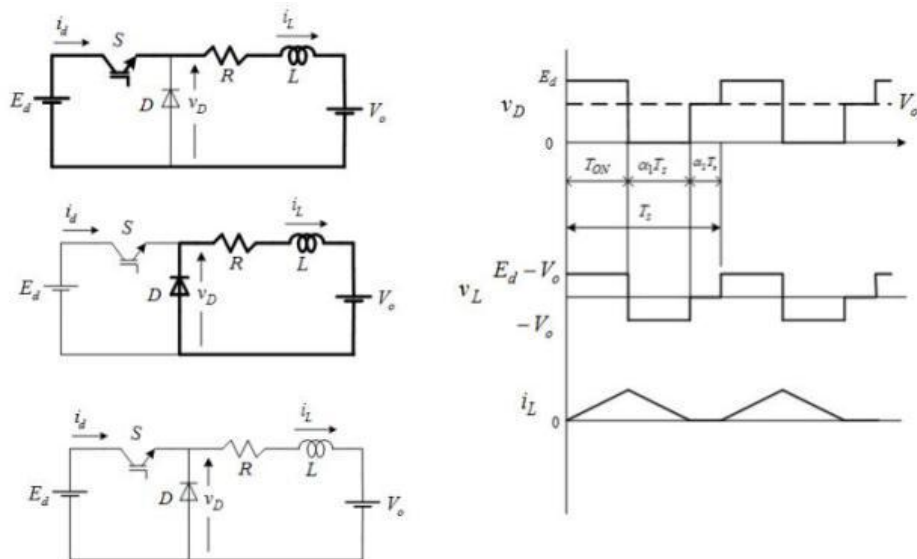 i_d
S
i_L
R
L
E_d
D
v_D
V_o
i_d
S
i_L
R
L
E_d
D
v_D
V_o
i_d
S
i_L
R
L
E_d
D
v_D
V_o
E_d
v_D
V_o
0
T_ON α_1T_s α_2T_s
T_s
E_d − V_o
v_L
−V_o
i_L
0